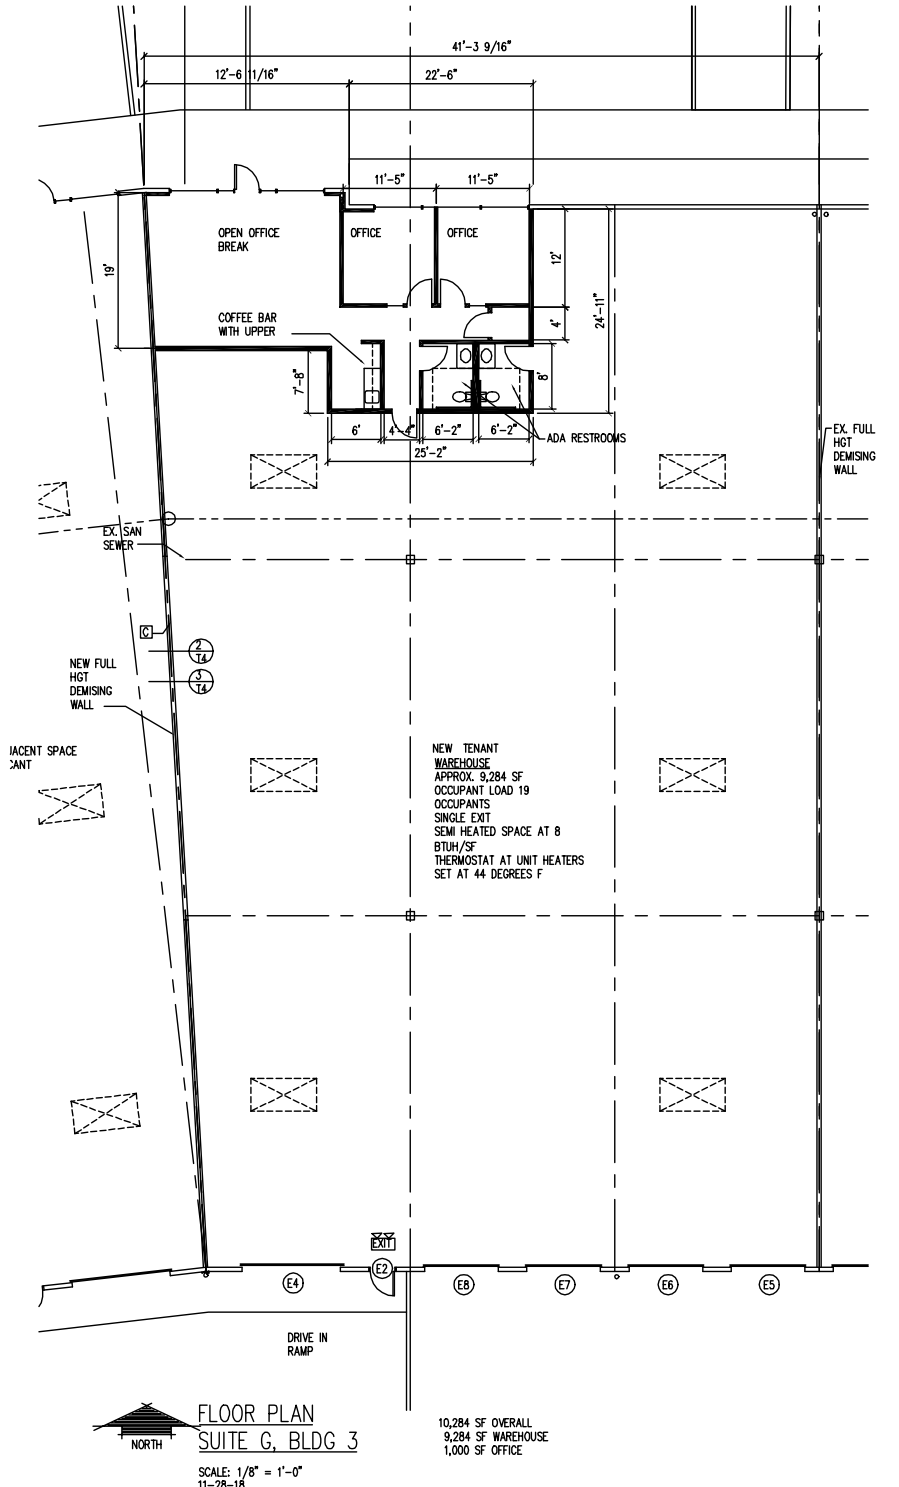 41'-3 9/16"
12'-6 11/16"
22'-6"
11'-5"
11'-5"
OPEN OFFICE
BREAK
OFFICE
OFFICE
19'
12'
24'-11"
4'
COFFEE BAR
WITH UPPER
7'-8"
8'
6'
4'-4"
6'-2"
6'-2"
25'-2"
ADA RESTROOMS
EX. FULL
HGT
DEMISING
WALL
EX. SAN
SEWER
C
2
T4
3
T4
NEW FULL
HGT
DEMISING
WALL
JACENT SPACE
CANT
NEW TENANT
WAREHOUSE
APPROX. 9,284 SF
OCCUPANT LOAD 19
OCCUPANTS
SINGLE EXIT
SEMI HEATED SPACE AT 8
BTUH/SF
THERMOSTAT AT UNIT HEATERS
SET AT 44 DEGREES F
EXIT
E4
E2
E8
E7
E6
E5
DRIVE IN
RAMP
NORTH
FLOOR PLAN
SUITE G, BLDG 3
SCALE: 1/8" = 1'-0"
11-28-18
10,284 SF OVERALL
9,284 SF WAREHOUSE
1,000 SF OFFICE